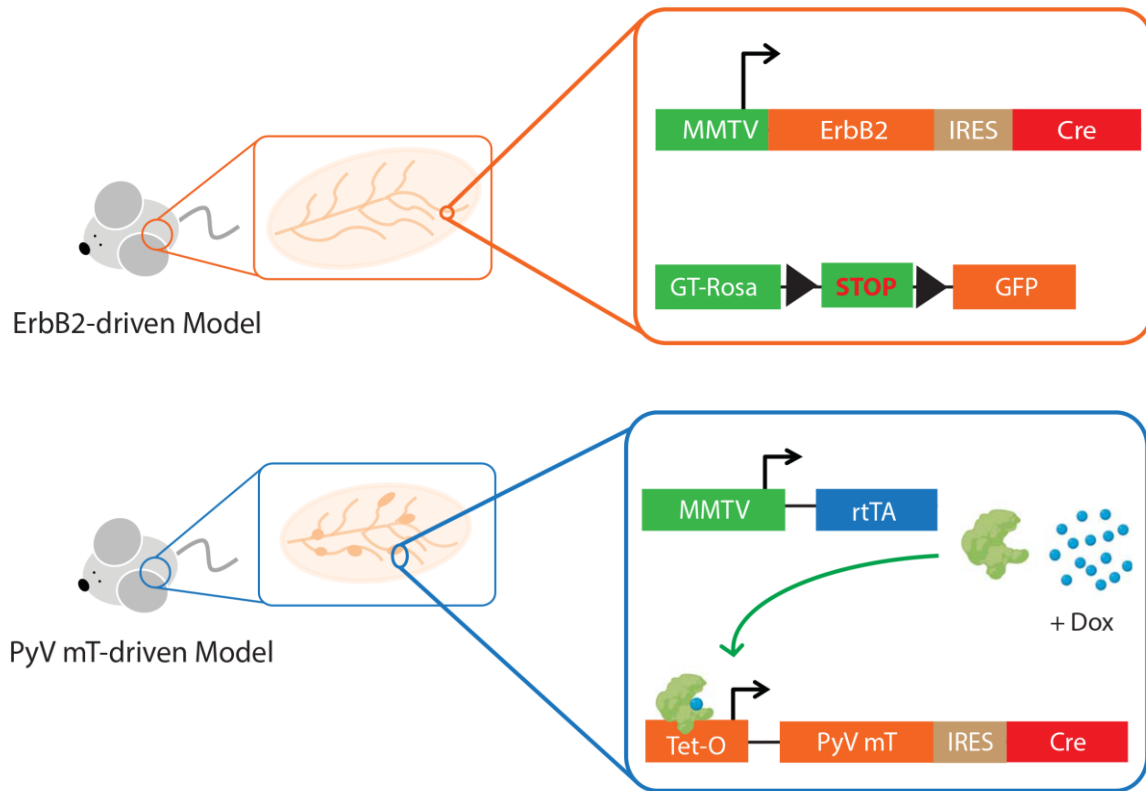 MMTV ErbB2 IRES Cre
GT-Rosa STOP GFP
ErbB2-driven Model
MMTV rtTA
+ Dox
PyV mT-driven Model
Tet-O PyV mT IRES Cre